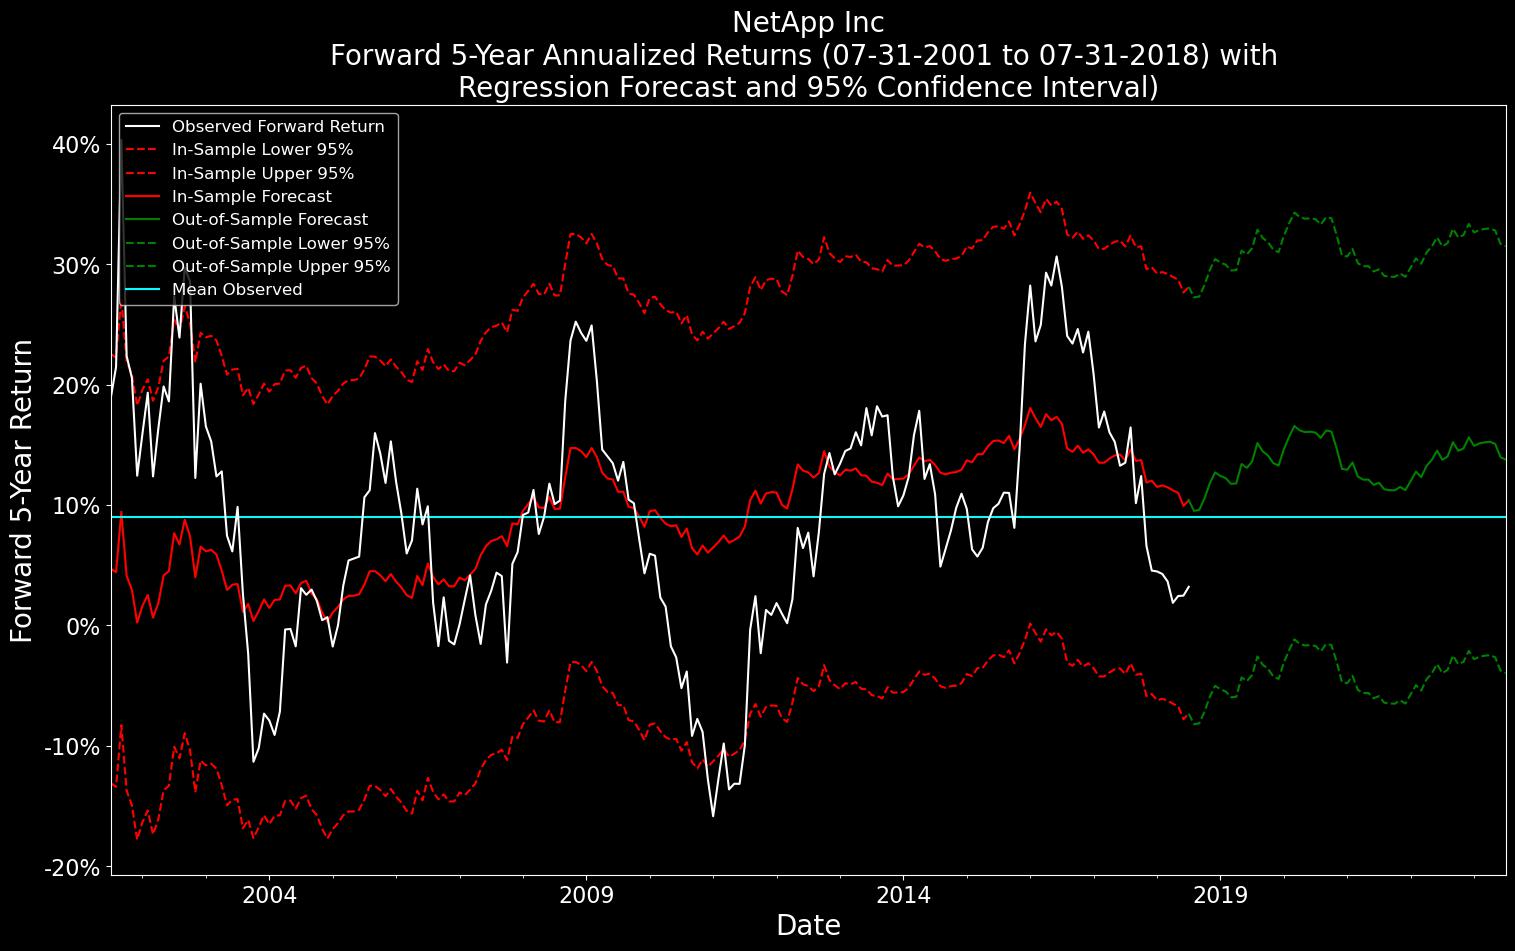 NetApp Inc
Forward 5-Year Annualized Returns (07-31-2001 to 07-31-2018) with
Regression Forecast and 95% Confidence Interval)
Observed Forward Return
In-Sample Lower 95%
In-Sample Upper 95%
In-Sample Forecast
Out-of-Sample Forecast
Out-of-Sample Lower 95%
Out-of-Sample Upper 95%
Mean Observed
Forward 5-Year Return
40%
30%
20%
10%
0%
-10%
-20%
2004
2009
2014
2019
Date